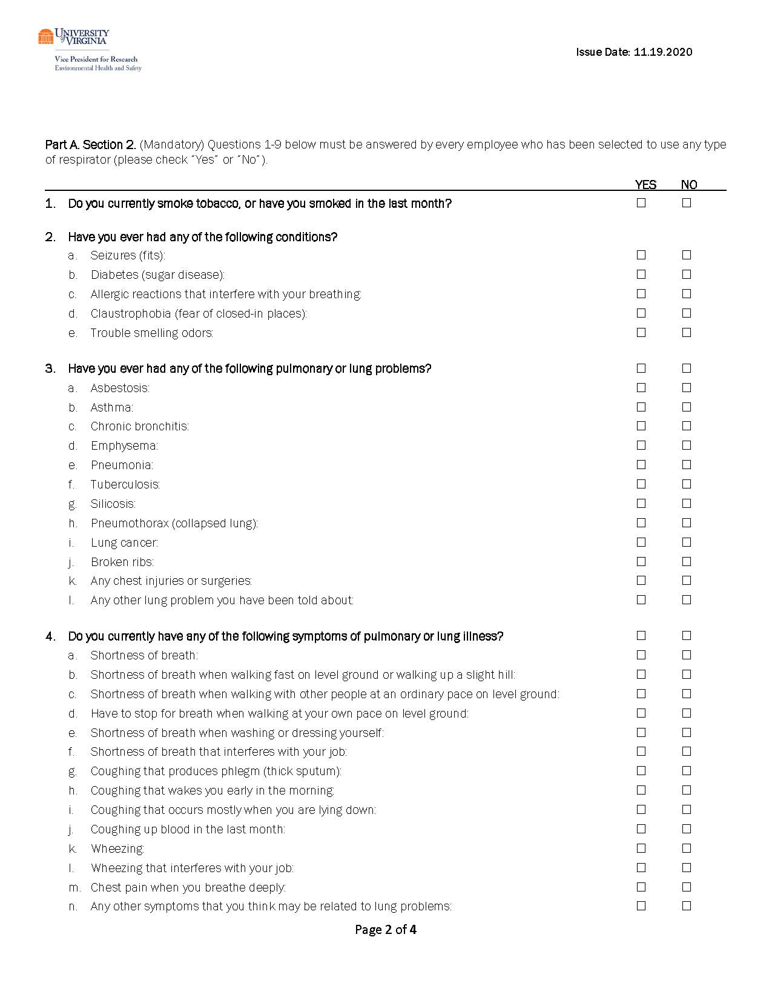 UNIVERSITY
of VIRGINIA
Vice President for Research
Environmental Health and Safety
Issue Date: 11.19.2020
Part A. Section 2. (Mandatory) Questions 1-9 below must be answered by every employee who has been selected to use any type
of respirator (please check “Yes” or “No”).
YES NO
1. Do you currently smoke tobacco, or have you smoked in the last month? ☐ ☐
2. Have you ever had any of the following conditions?
a. Seizures (fits): ☐ ☐
b. Diabetes (sugar disease): ☐ ☐
c. Allergic reactions that interfere with your breathing: ☐ ☐
d. Claustrophobia (fear of closed-in places): ☐ ☐
e. Trouble smelling odors: ☐ ☐
3. Have you ever had any of the following pulmonary or lung problems? ☐ ☐
a. Asbestosis: ☐ ☐
b. Asthma: ☐ ☐
c. Chronic bronchitis: ☐ ☐
d. Emphysema: ☐ ☐
e. Pneumonia: ☐ ☐
f. Tuberculosis: ☐ ☐
g. Silicosis: ☐ ☐
h. Pneumothorax (collapsed lung): ☐ ☐
i. Lung cancer: ☐ ☐
j. Broken ribs: ☐ ☐
k. Any chest injuries or surgeries: ☐ ☐
l. Any other lung problem you have been told about: ☐ ☐
4. Do you currently have any of the following symptoms of pulmonary or lung illness? ☐ ☐
a. Shortness of breath: ☐ ☐
b. Shortness of breath when walking fast on level ground or walking up a slight hill: ☐ ☐
c. Shortness of breath when walking with other people at an ordinary pace on level ground: ☐ ☐
d. Have to stop for breath when walking at your own pace on level ground: ☐ ☐
e. Shortness of breath when washing or dressing yourself: ☐ ☐
f. Shortness of breath that interferes with your job: ☐ ☐
g. Coughing that produces phlegm (thick sputum): ☐ ☐
h. Coughing that wakes you early in the morning: ☐ ☐
i. Coughing that occurs mostly when you are lying down: ☐ ☐
j. Coughing up blood in the last month: ☐ ☐
k. Wheezing: ☐ ☐
l. Wheezing that interferes with your job: ☐ ☐
m. Chest pain when you breathe deeply: ☐ ☐
n. Any other symptoms that you think may be related to lung problems: ☐ ☐
Page 2 of 4